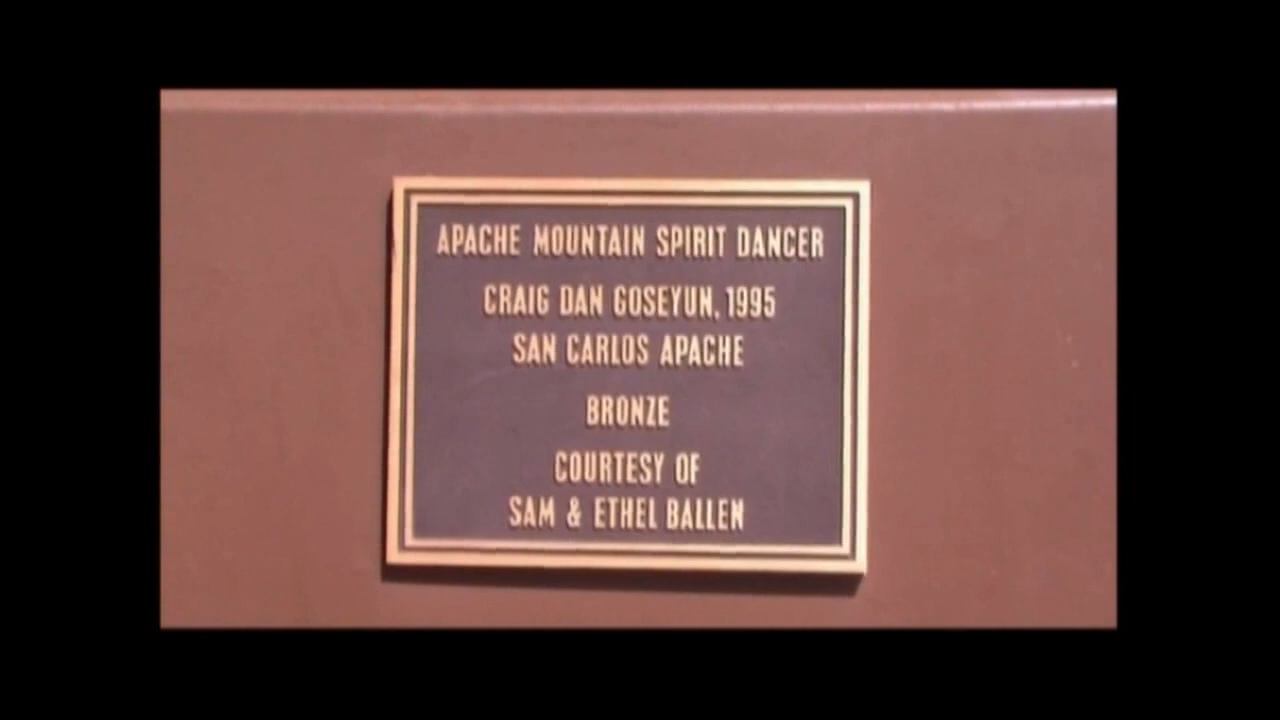 APACHE MOUNTAIN SPIRIT DANCER
CRAIG DAN GOSEYUN, 1995
SAN CARLOS APACHE
BRONZE
COURTESY OF
SAM & ETHEL BALLEN